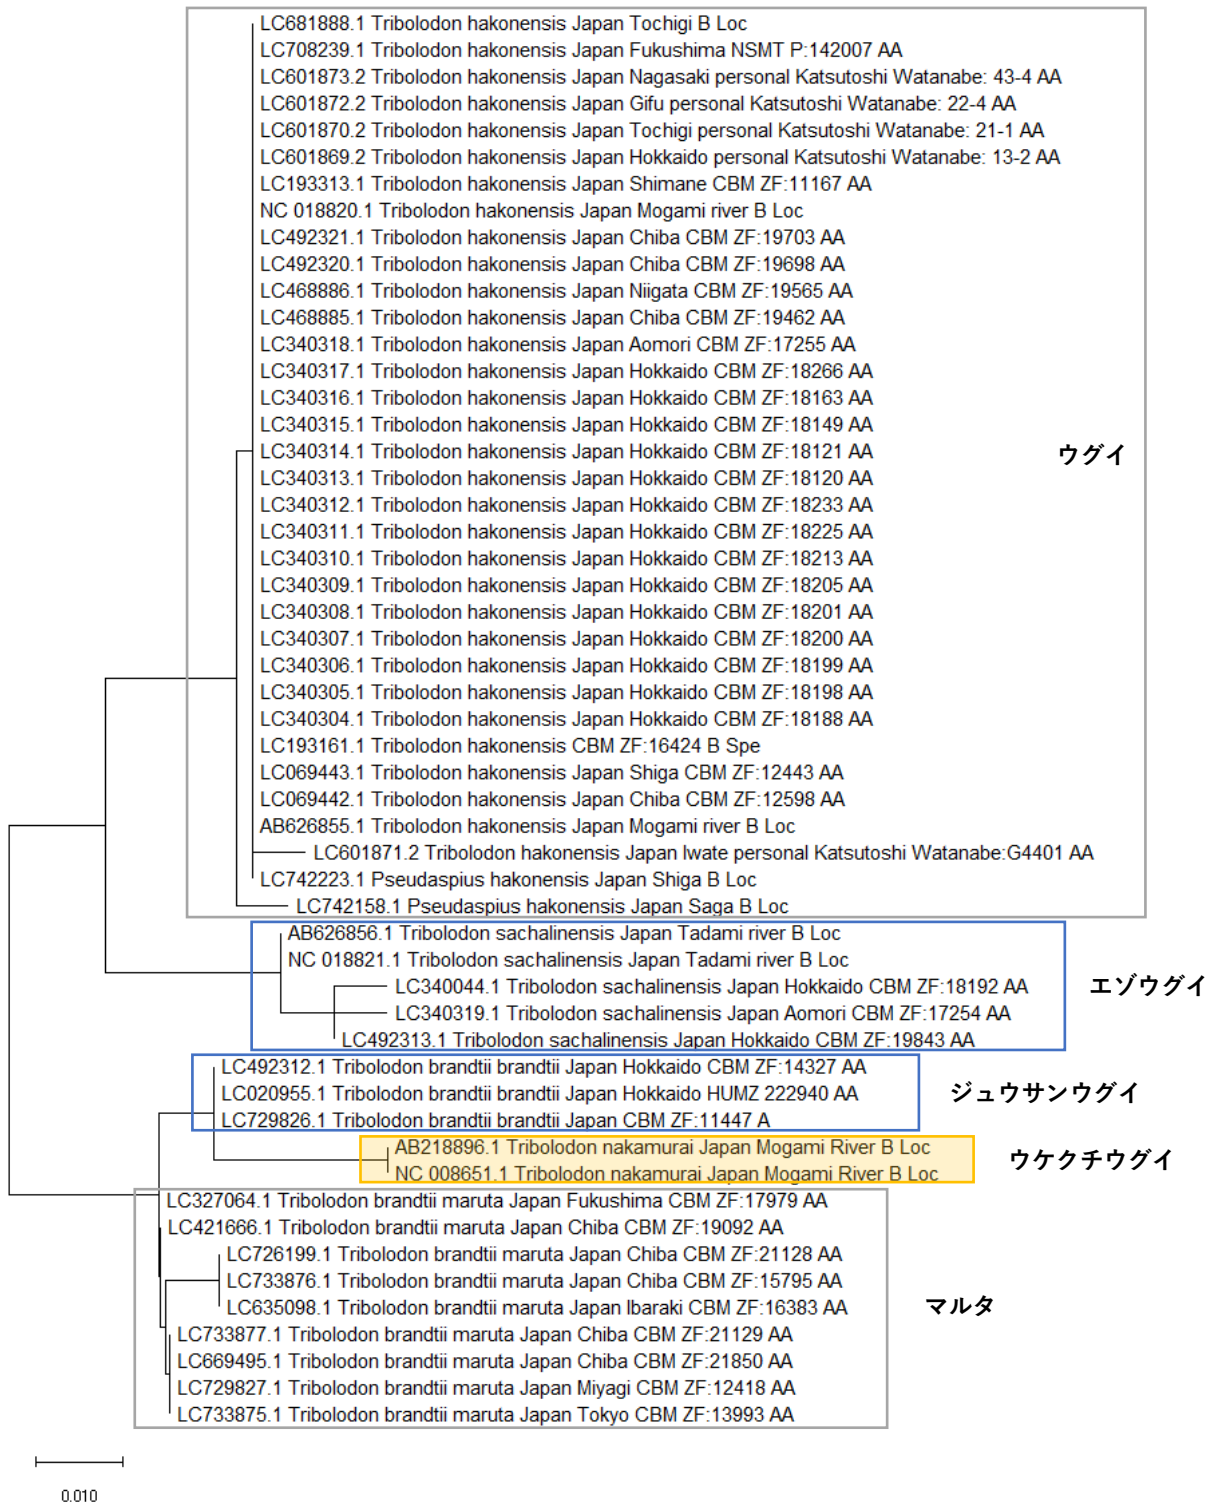 LC681888.1 Tribolodon hakonensis Japan Tochigi B Loc
LC708239.1 Tribolodon hakonensis Japan Fukushima NSMT P:142007 AA
LC601873.2 Tribolodon hakonensis Japan Nagasaki personal Katsutoshi Watanabe: 43-4 AA
LC601872.2 Tribolodon hakonensis Japan Gifu personal Katsutoshi Watanabe: 22-4 AA
LC601870.2 Tribolodon hakonensis Japan Tochigi personal Katsutoshi Watanabe: 21-1 AA
LC601869.2 Tribolodon hakonensis Japan Hokkaido personal Katsutoshi Watanabe: 13-2 AA
LC193313.1 Tribolodon hakonensis Japan Shimane CBM ZF:11167 AA
NC 018820.1 Tribolodon hakonensis Japan Mogami river B Loc
LC492321.1 Tribolodon hakonensis Japan Chiba CBM ZF:19703 AA
LC492320.1 Tribolodon hakonensis Japan Chiba CBM ZF:19698 AA
LC468886.1 Tribolodon hakonensis Japan Niigata CBM ZF:19565 AA
LC468885.1 Tribolodon hakonensis Japan Chiba CBM ZF:19462 AA
LC340318.1 Tribolodon hakonensis Japan Aomori CBM ZF:17255 AA
LC340317.1 Tribolodon hakonensis Japan Hokkaido CBM ZF:18266 AA
LC340316.1 Tribolodon hakonensis Japan Hokkaido CBM ZF:18163 AA
LC340315.1 Tribolodon hakonensis Japan Hokkaido CBM ZF:18149 AA
LC340314.1 Tribolodon hakonensis Japan Hokkaido CBM ZF:18121 AA
ウグイ
LC340313.1 Tribolodon hakonensis Japan Hokkaido CBM ZF:18120 AA
LC340312.1 Tribolodon hakonensis Japan Hokkaido CBM ZF:18233 AA
LC340311.1 Tribolodon hakonensis Japan Hokkaido CBM ZF:18225 AA
LC340310.1 Tribolodon hakonensis Japan Hokkaido CBM ZF:18213 AA
LC340309.1 Tribolodon hakonensis Japan Hokkaido CBM ZF:18205 AA
LC340308.1 Tribolodon hakonensis Japan Hokkaido CBM ZF:18201 AA
LC340307.1 Tribolodon hakonensis Japan Hokkaido CBM ZF:18200 AA
LC340306.1 Tribolodon hakonensis Japan Hokkaido CBM ZF:18199 AA
LC340305.1 Tribolodon hakonensis Japan Hokkaido CBM ZF:18198 AA
LC340304.1 Tribolodon hakonensis Japan Hokkaido CBM ZF:18188 AA
LC193161.1 Tribolodon hakonensis CBM ZF:16424 B Spe
LC069443.1 Tribolodon hakonensis Japan Shiga CBM ZF:12443 AA
LC069442.1 Tribolodon hakonensis Japan Chiba CBM ZF:12598 AA
AB626855.1 Tribolodon hakonensis Japan Mogami river B Loc
LC601871.2 Tribolodon hakonensis Japan Iwate personal Katsutoshi Watanabe:G4401 AA
LC742223.1 Pseudaspius hakonensis Japan Shiga B Loc
LC742158.1 Pseudaspius hakonensis Japan Saga B Loc
AB626856.1 Tribolodon sachalinensis Japan Tadami river B Loc
NC 018821.1 Tribolodon sachalinensis Japan Tadami river B Loc
LC340044.1 Tribolodon sachalinensis Japan Hokkaido CBM ZF:18192 AA
エゾウグイ
LC340319.1 Tribolodon sachalinensis Japan Aomori CBM ZF:17254 AA
LC492313.1 Tribolodon sachalinensis Japan Hokkaido CBM ZF:19843 AA
LC492312.1 Tribolodon brandtii brandtii Japan Hokkaido CBM ZF:14327 AA
LC020955.1 Tribolodon brandtii brandtii Japan Hokkaido HUMZ 222940 AA
ジュウサンウグイ
LC729826.1 Tribolodon brandtii brandtii Japan CBM ZF:11447 A
AB218896.1 Tribolodon nakamurai Japan Mogami River B Loc
ウケクチウグイ
NC 008651.1 Tribolodon nakamurai Japan Mogami River B Loc
LC327064.1 Tribolodon brandtii maruta Japan Fukushima CBM ZF:17979 AA
LC421666.1 Tribolodon brandtii maruta Japan Chiba CBM ZF:19092 AA
LC726199.1 Tribolodon brandtii maruta Japan Chiba CBM ZF:21128 AA
LC733876.1 Tribolodon brandtii maruta Japan Chiba CBM ZF:15795 AA
LC635098.1 Tribolodon brandtii maruta Japan Ibaraki CBM ZF:16383 AA
マルタ
LC733877.1 Tribolodon brandtii maruta Japan Chiba CBM ZF:21129 AA
LC669495.1 Tribolodon brandtii maruta Japan Chiba CBM ZF:21850 AA
LC729827.1 Tribolodon brandtii maruta Japan Miyagi CBM ZF:12418 AA
LC733875.1 Tribolodon brandtii maruta Japan Tokyo CBM ZF:13993 AA
0.010